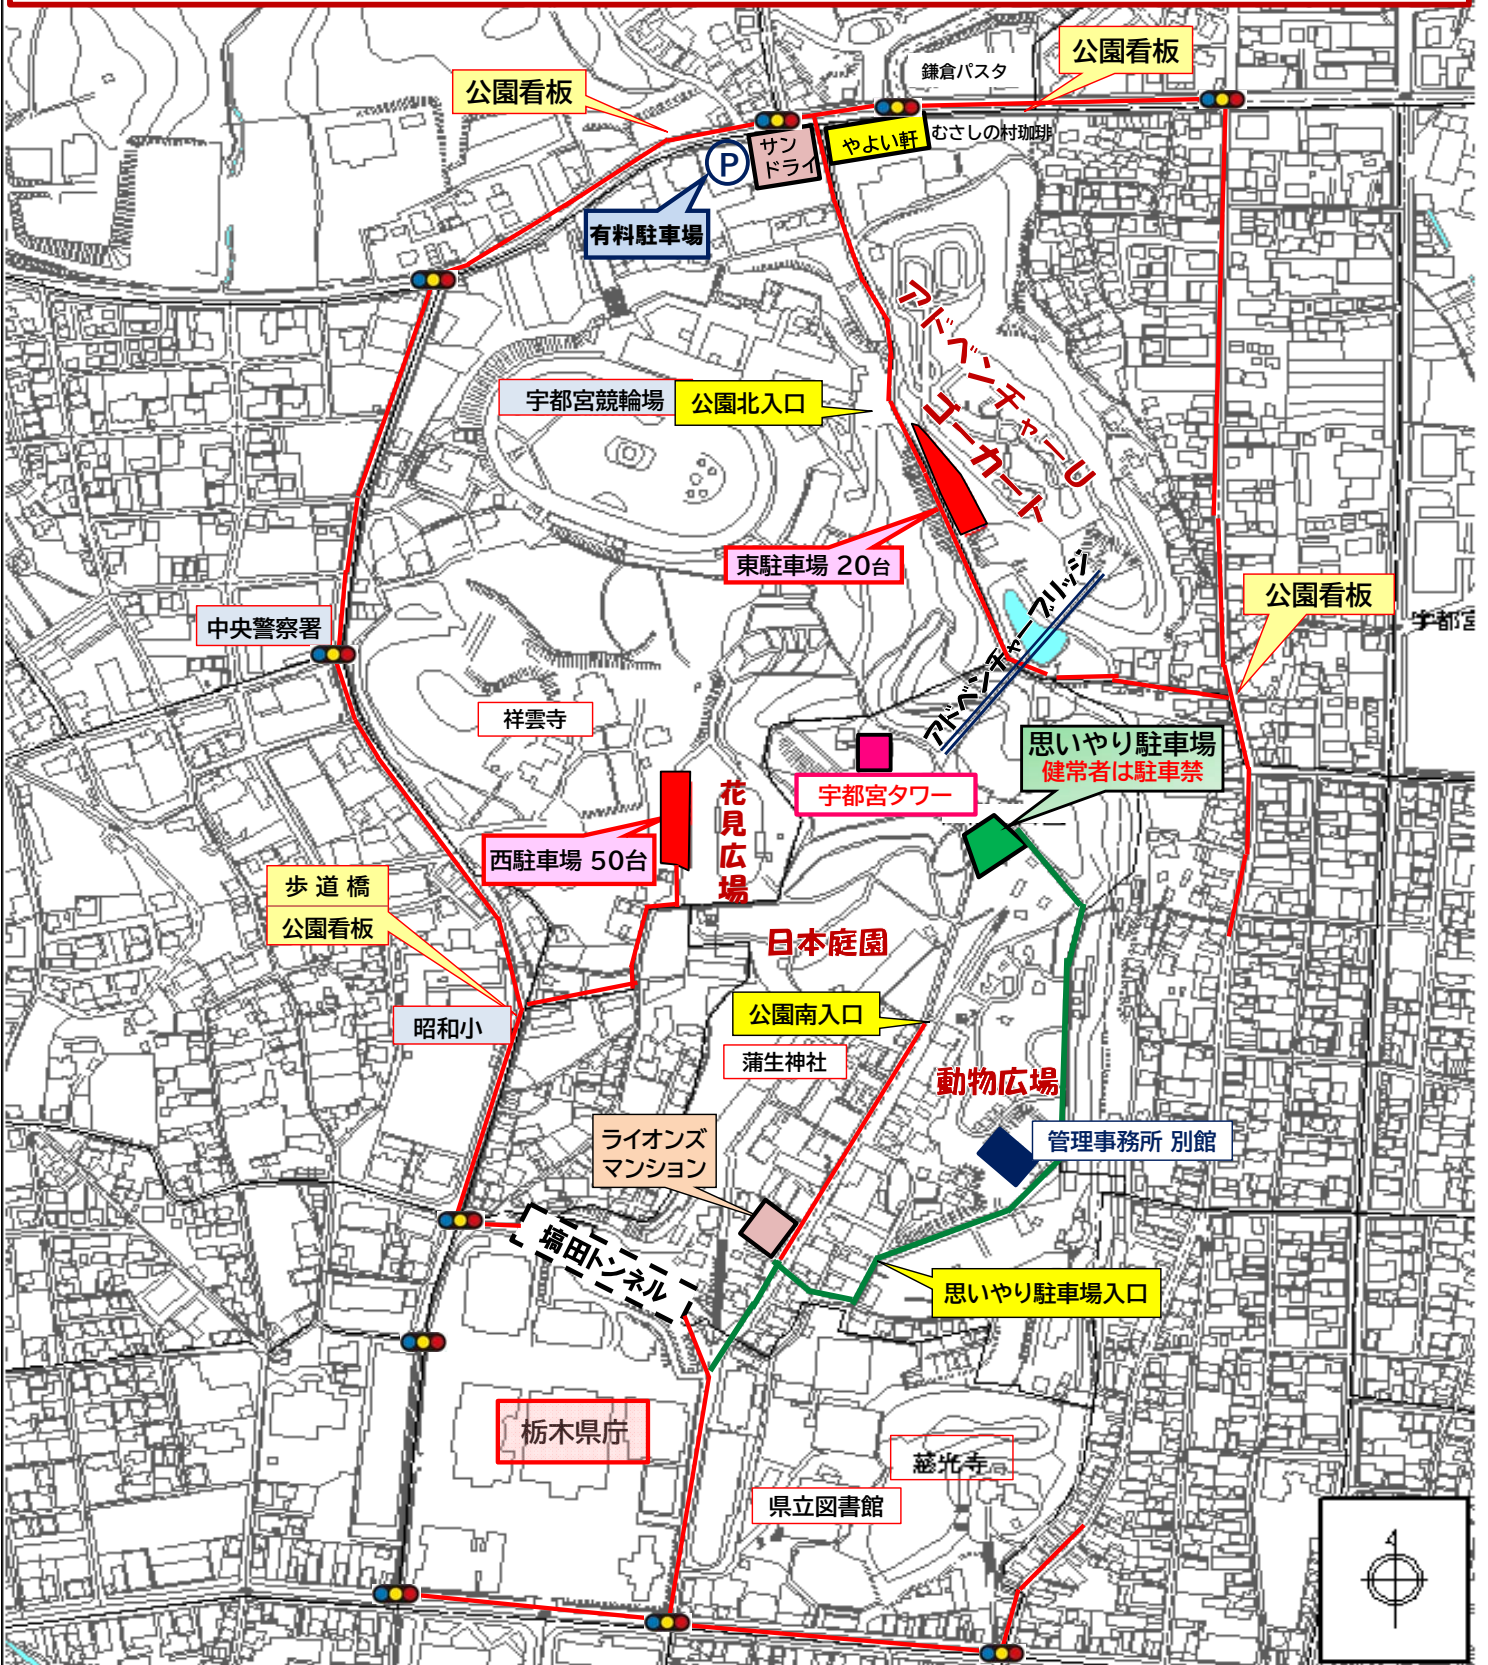 公園看板
鎌倉パスタ
公園看板
サン
ドライ
やよい軒
むさしの村珈琲
P
有料駐車場
アドベンチャーU
ゴーカート
宇都宮競輪場
公園北入口
東駐車場 20台
アドベンチャーブリッジ
公園看板
宇都宮
中央警察署
祥雲寺
思いやり駐車場
健常者は駐車禁
宇都宮タワー
花見広場
西駐車場 50台
歩道橋
公園看板
日本庭園
公園南入口
昭和小
蒲生神社
動物広場
ライオンズ
マンション
管理事務所 別館
塙田トンネル
思いやり駐車場入口
栃木県庁
慈光寺
県立図書館